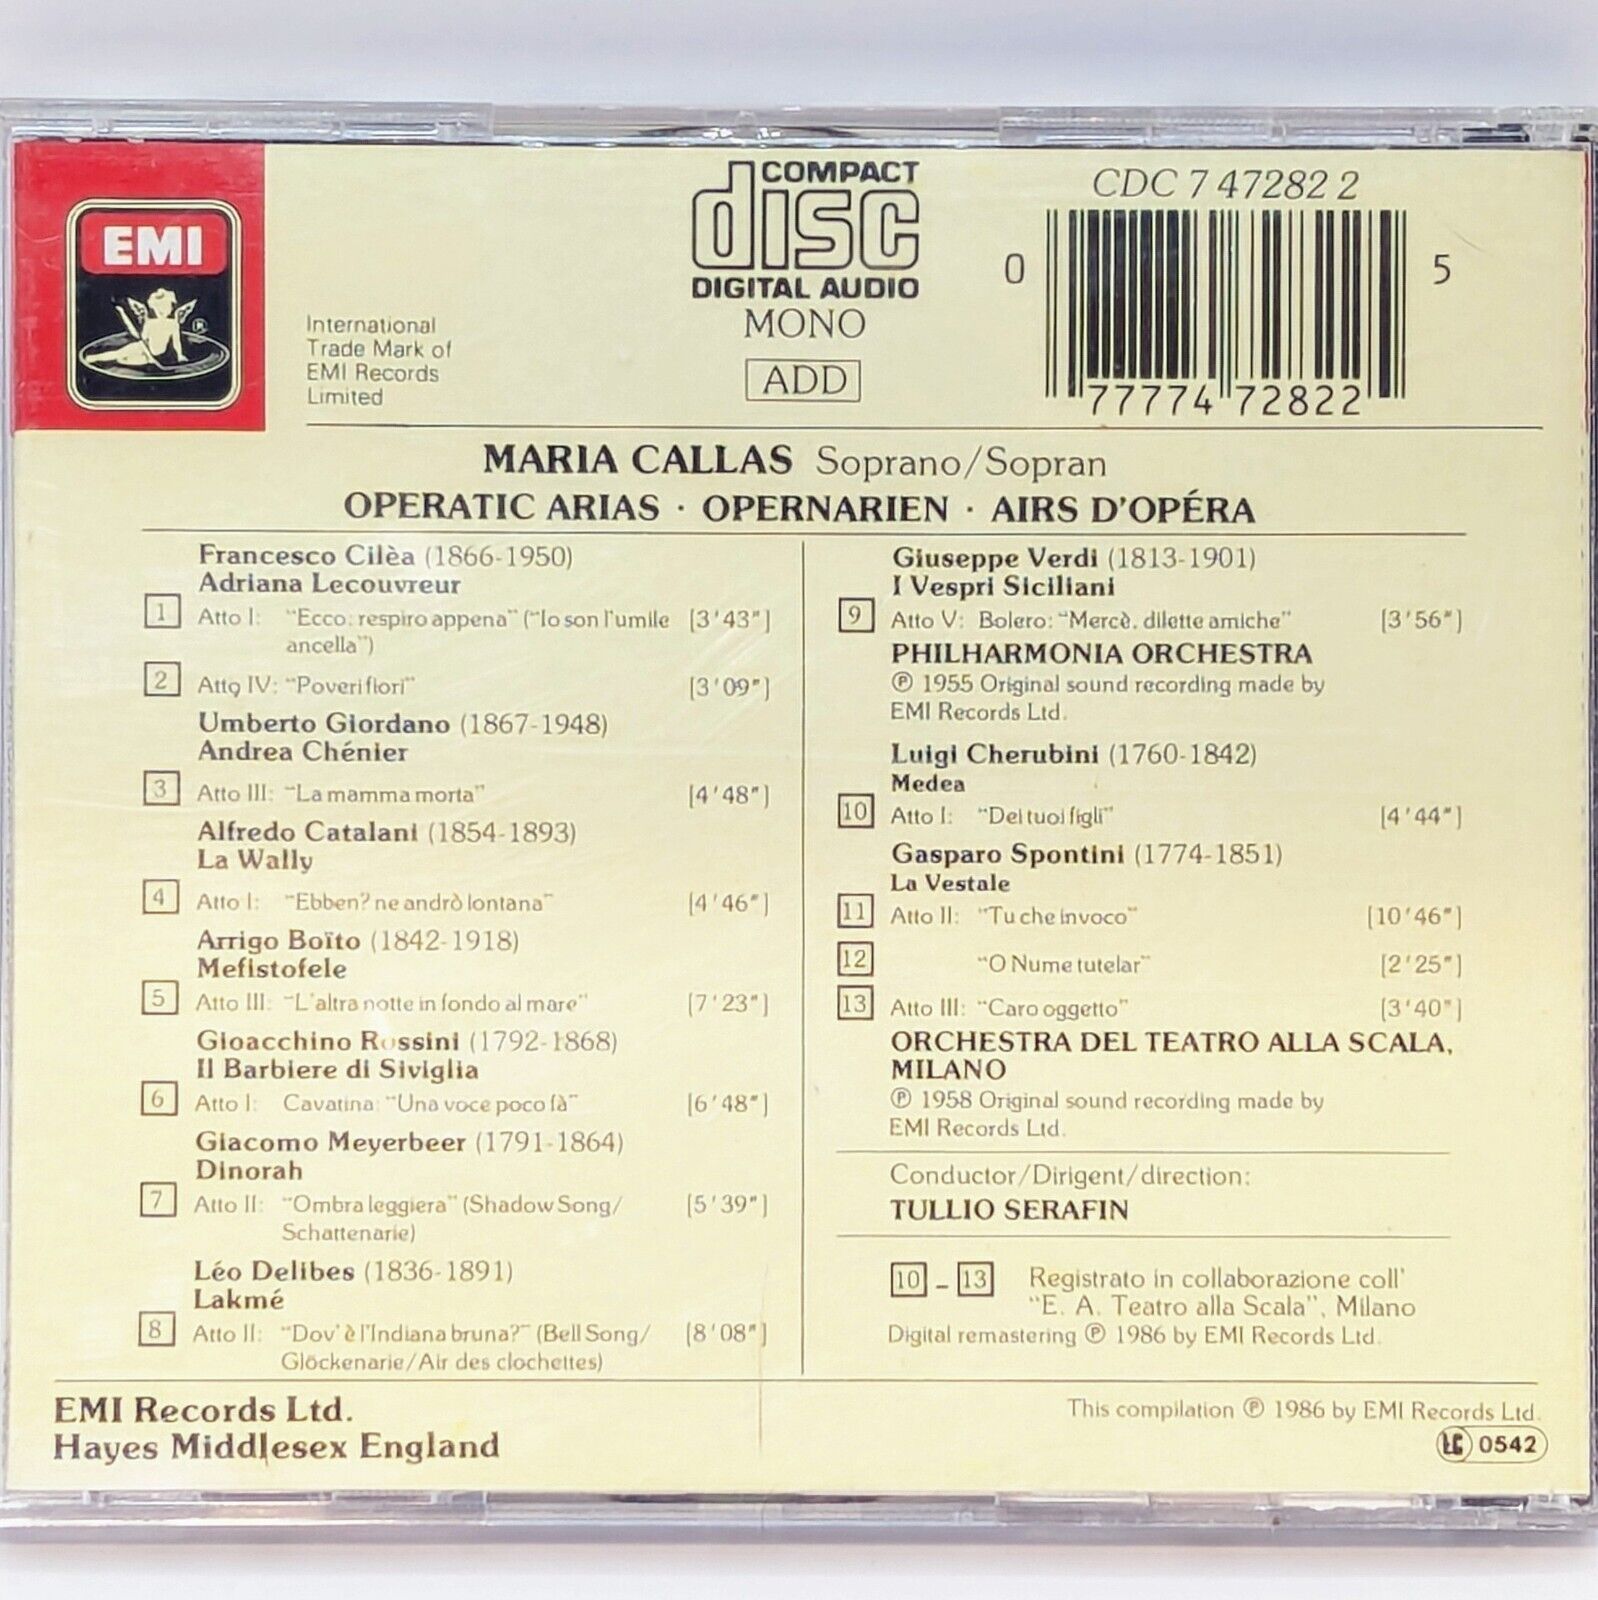 EMI
®
International
Trade Mark of
EMI Records
Limited
COMPACT
disc
DIGITAL AUDIO
MONO
ADD
CDC 7 47282 2
0 77774 72822 5
MARIA CALLAS Soprano/Sopran
OPERATIC ARIAS · OPERNARIEN · AIRS D'OPÉRA
Francesco Cilèa (1866-1950)
Adriana Lecouvreur
1 Atto I: "Ecco: respiro appena" ("Io son l'umile [3'43"]
ancella")
2 Atto IV: "Poveri fiori" [3'09"]
Umberto Giordano (1867-1948)
Andrea Chénier
3 Atto III: "La mamma morta" [4'48"]
Alfredo Catalani (1854-1893)
La Wally
4 Atto I: "Ebben? ne andrò lontana" [4'46"]
Arrigo Boïto (1842-1918)
Mefistofele
5 Atto III: "L'altra notte in fondo al mare" [7'23"]
Gioacchino Rossini (1792-1868)
Il Barbiere di Siviglia
6 Atto I: Cavatina: "Una voce poco fà" [6'48"]
Giacomo Meyerbeer (1791-1864)
Dinorah
7 Atto II: "Ombra leggiera" (Shadow Song/ [5'39"]
Schattenarie)
Léo Delibes (1836-1891)
Lakmé
8 Atto II: "Dov' è l'Indiana bruna?" (Bell Song/ [8'08"]
Glöckenarie/Air des clochettes)
Giuseppe Verdi (1813-1901)
I Vespri Siciliani
9 Atto V: Bolero: "Mercè, dilette amiche" [3'56"]
PHILHARMONIA ORCHESTRA
℗ 1955 Original sound recording made by
EMI Records Ltd.
Luigi Cherubini (1760-1842)
Medea
10 Atto I: "Dei tuoi figli" [4'44"]
Gasparo Spontini (1774-1851)
La Vestale
11 Atto II: "Tu che invoco" [10'46"]
12 "O Nume tutelar" [2'25"]
13 Atto III: "Caro oggetto" [3'40"]
ORCHESTRA DEL TEATRO ALLA SCALA,
MILANO
℗ 1958 Original sound recording made by
EMI Records Ltd.
Conductor/Dirigent/direction:
TULLIO SERAFIN
10 – 13 Registrato in collaborazione coll'
"E. A. Teatro alla Scala", Milano
Digital remastering ℗ 1986 by EMI Records Ltd.
EMI Records Ltd.
Hayes Middlesex England
This compilation ℗ 1986 by EMI Records Ltd.
LC 0542